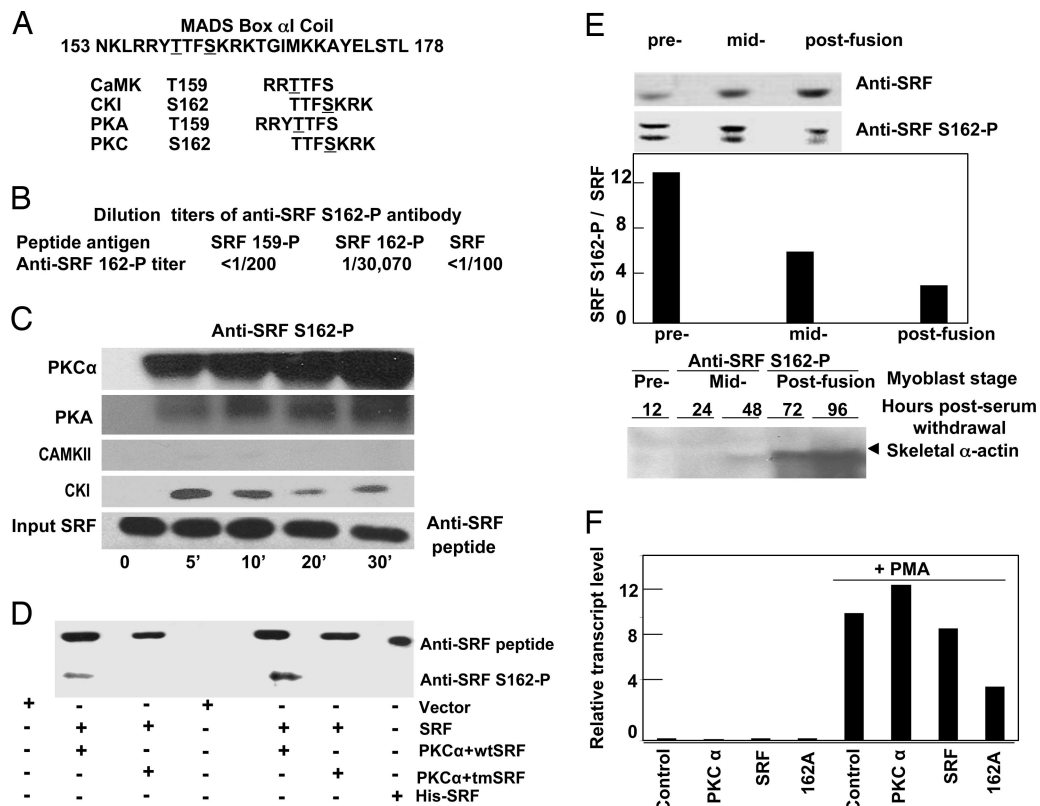 A
MADS Box αI Coil
153 NKLRRYTTFSKRKTGIMKKAYELSTL 178
CaMK T159 RRTTFS
CKI S162 TTFSKRK
PKA T159 RRYTTFS
PKC S162 TTFSKRK
B
Dilution titers of anti-SRF S162-P antibody
Peptide antigen SRF 159-P SRF 162-P SRF
Anti-SRF 162-P titer <1/200 1/30,070 <1/100
C
Anti-SRF S162-P
PKCα
PKA
CAMKII
CKI
Input SRF
Anti-SRF peptide
0 5' 10' 20' 30'
D
Anti-SRF peptide
Anti-SRF S162-P
+ - - + - - - Vector
- + + - + + - SRF
- + - - + - - PKCα+wtSRF
- - + - - + - PKCα+tmSRF
- - - - - - + His-SRF
E
pre- mid- post-fusion
Anti-SRF
Anti-SRF S162-P
SRF S162-P / SRF
12
8
4
0
pre- mid- post-fusion
Anti-SRF S162-P
Pre- Mid- Post-fusion Myoblast stage
12 24 48 72 96 Hours post-serum withdrawal
Skeletal α-actin
F
+ PMA
Relative transcript level
12
8
4
0
Control PKC α SRF 162A Control PKC α SRF 162A